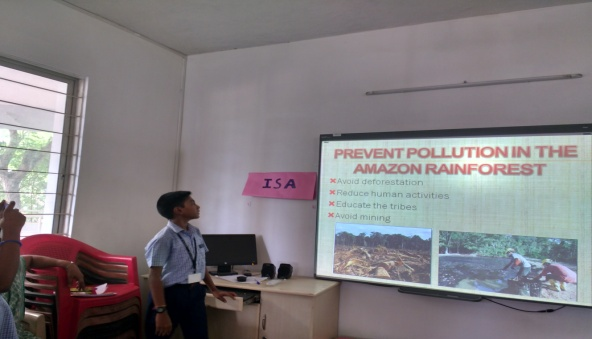 ISA
PREVENT POLLUTION IN THE
AMAZON RAINFOREST
×Avoid deforestation
×Reduce human activities
×Educate the tribes
×Avoid mining